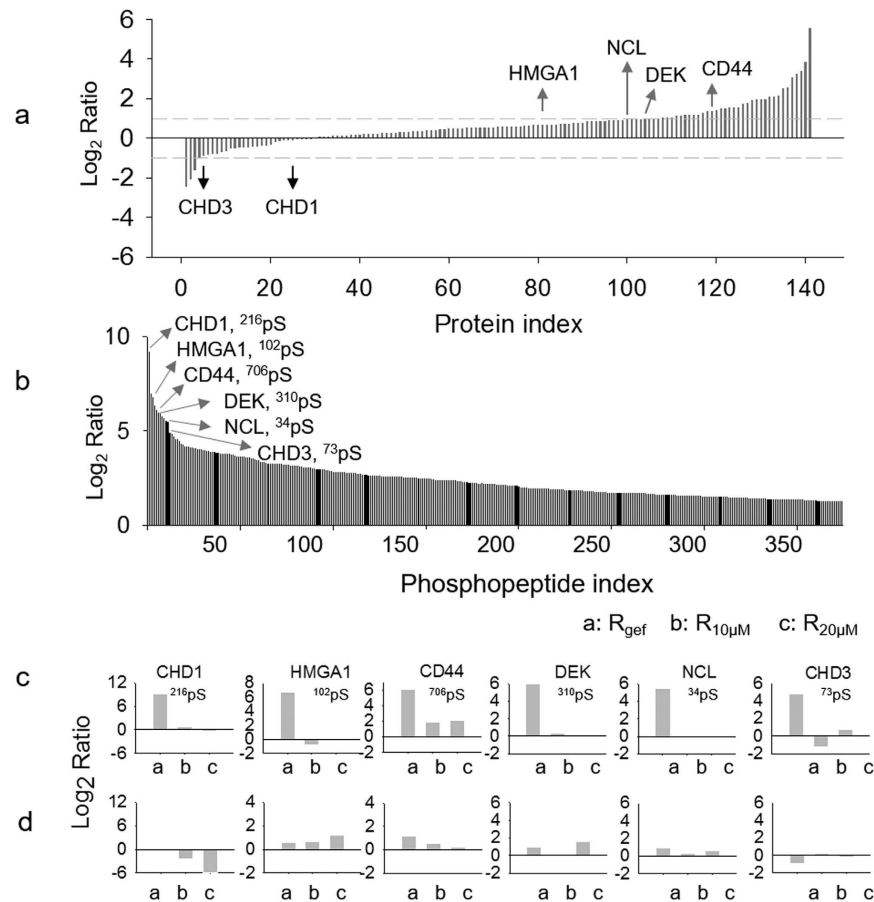 a
Log₂ Ratio
6
4
2
0
-2
-4
-6
HMGA1
NCL
DEK
CD44
CHD3
CHD1
0 20 40 60 80 100 120 140
Protein index
b
Log₂ Ratio
10
5
0
CHD1, ²¹⁶pS
HMGA1, ¹⁰²pS
CD44, ⁷⁰⁶pS
DEK, ³¹⁰pS
NCL, ³⁴pS
CHD3, ⁷³pS
50 100 150 200 250 300 350
Phosphopeptide index
a: R_gef b: R_10µM c: R_20µM
c
Log₂ Ratio
CHD1
²¹⁶pS
12
6
0
-6
a b c
HMGA1
¹⁰²pS
8
6
4
2
0
-2
a b c
CD44
⁷⁰⁶pS
6
4
2
0
-2
a b c
DEK
³¹⁰pS
6
4
2
0
-2
a b c
NCL
³⁴pS
6
4
2
0
-2
a b c
CHD3
⁷³pS
6
4
2
0
-2
a b c
d
12
6
0
-6
a b c
4
2
0
-2
a b c
4
2
0
-2
a b c
6
4
2
0
-2
a b c
6
4
2
0
-2
a b c
6
4
2
0
-2
a b c